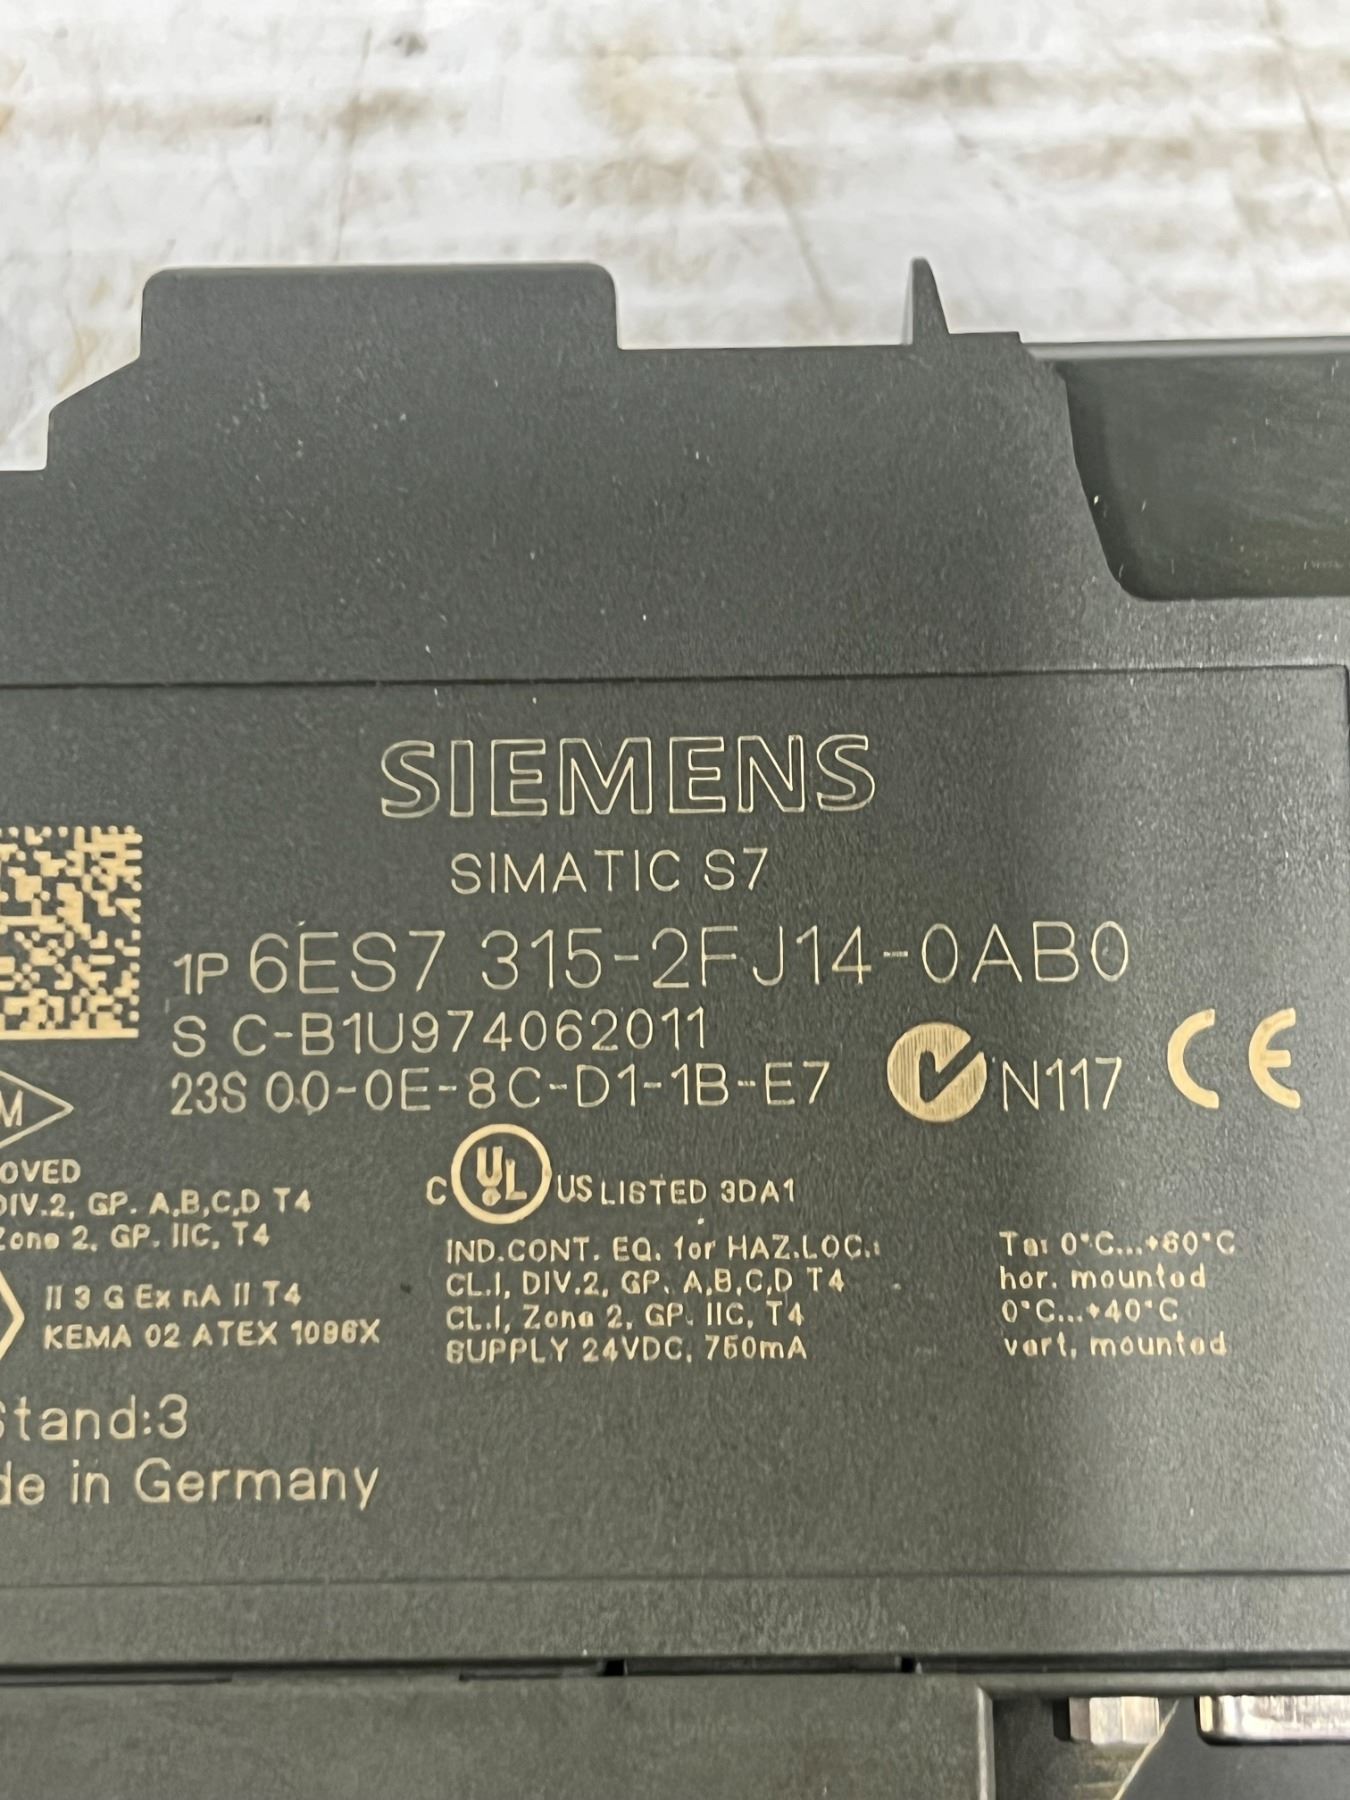 SIEMENS
SIMATIC S7
1P 6ES7 315-2FJ14-0AB0
S C-B1U974062011
23S 00-0E-8C-D1-1B-E7
N117 CE
M
OVED
DIV.2, GP. A,B,C,D T4
Zone 2, GP. IIC, T4
II 3 G Ex nA II T4
KEMA 02 ATEX 1096X
C UL US LISTED 3DA1
IND.CONT. EQ. for HAZ.LOC.:
CL.I, DIV.2, GP. A,B,C,D T4
CL.I, Zone 2, GP. IIC, T4
SUPPLY 24VDC, 750mA
Ta: 0°C...+60°C
hor. mounted
0°C...+40°C
vert. mounted
Stand:3
de in Germany